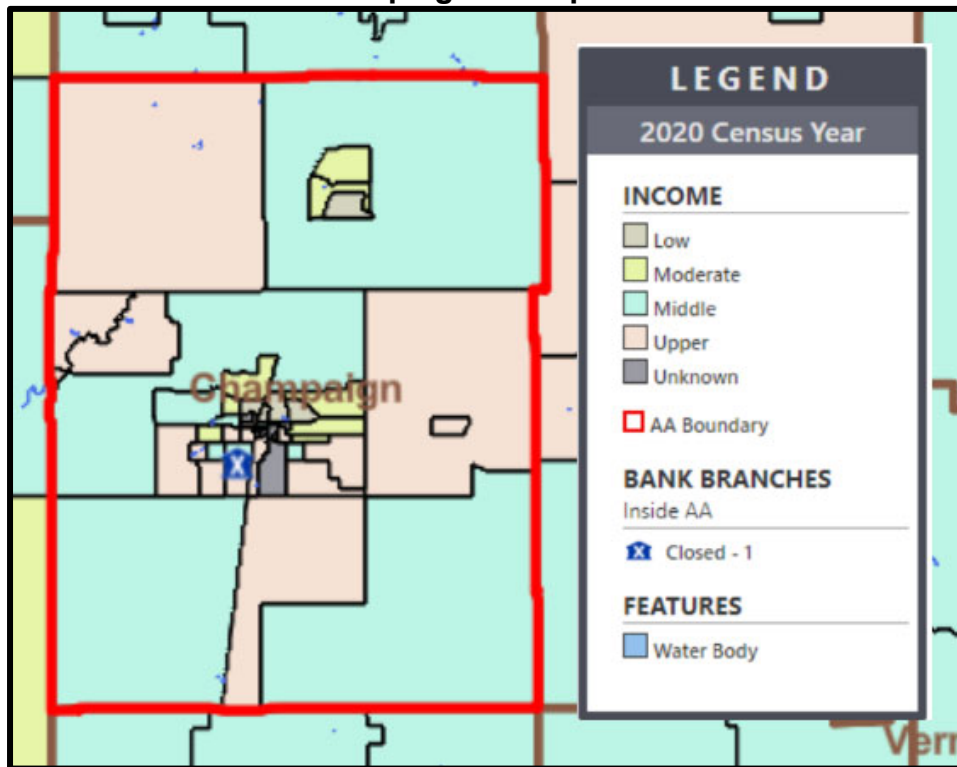 Champaign
Vern
LEGEND
2020 Census Year
INCOME
Low
Moderate
Middle
Upper
Unknown
AA Boundary
BANK BRANCHES
Inside AA
X Closed - 1
FEATURES
Water Body